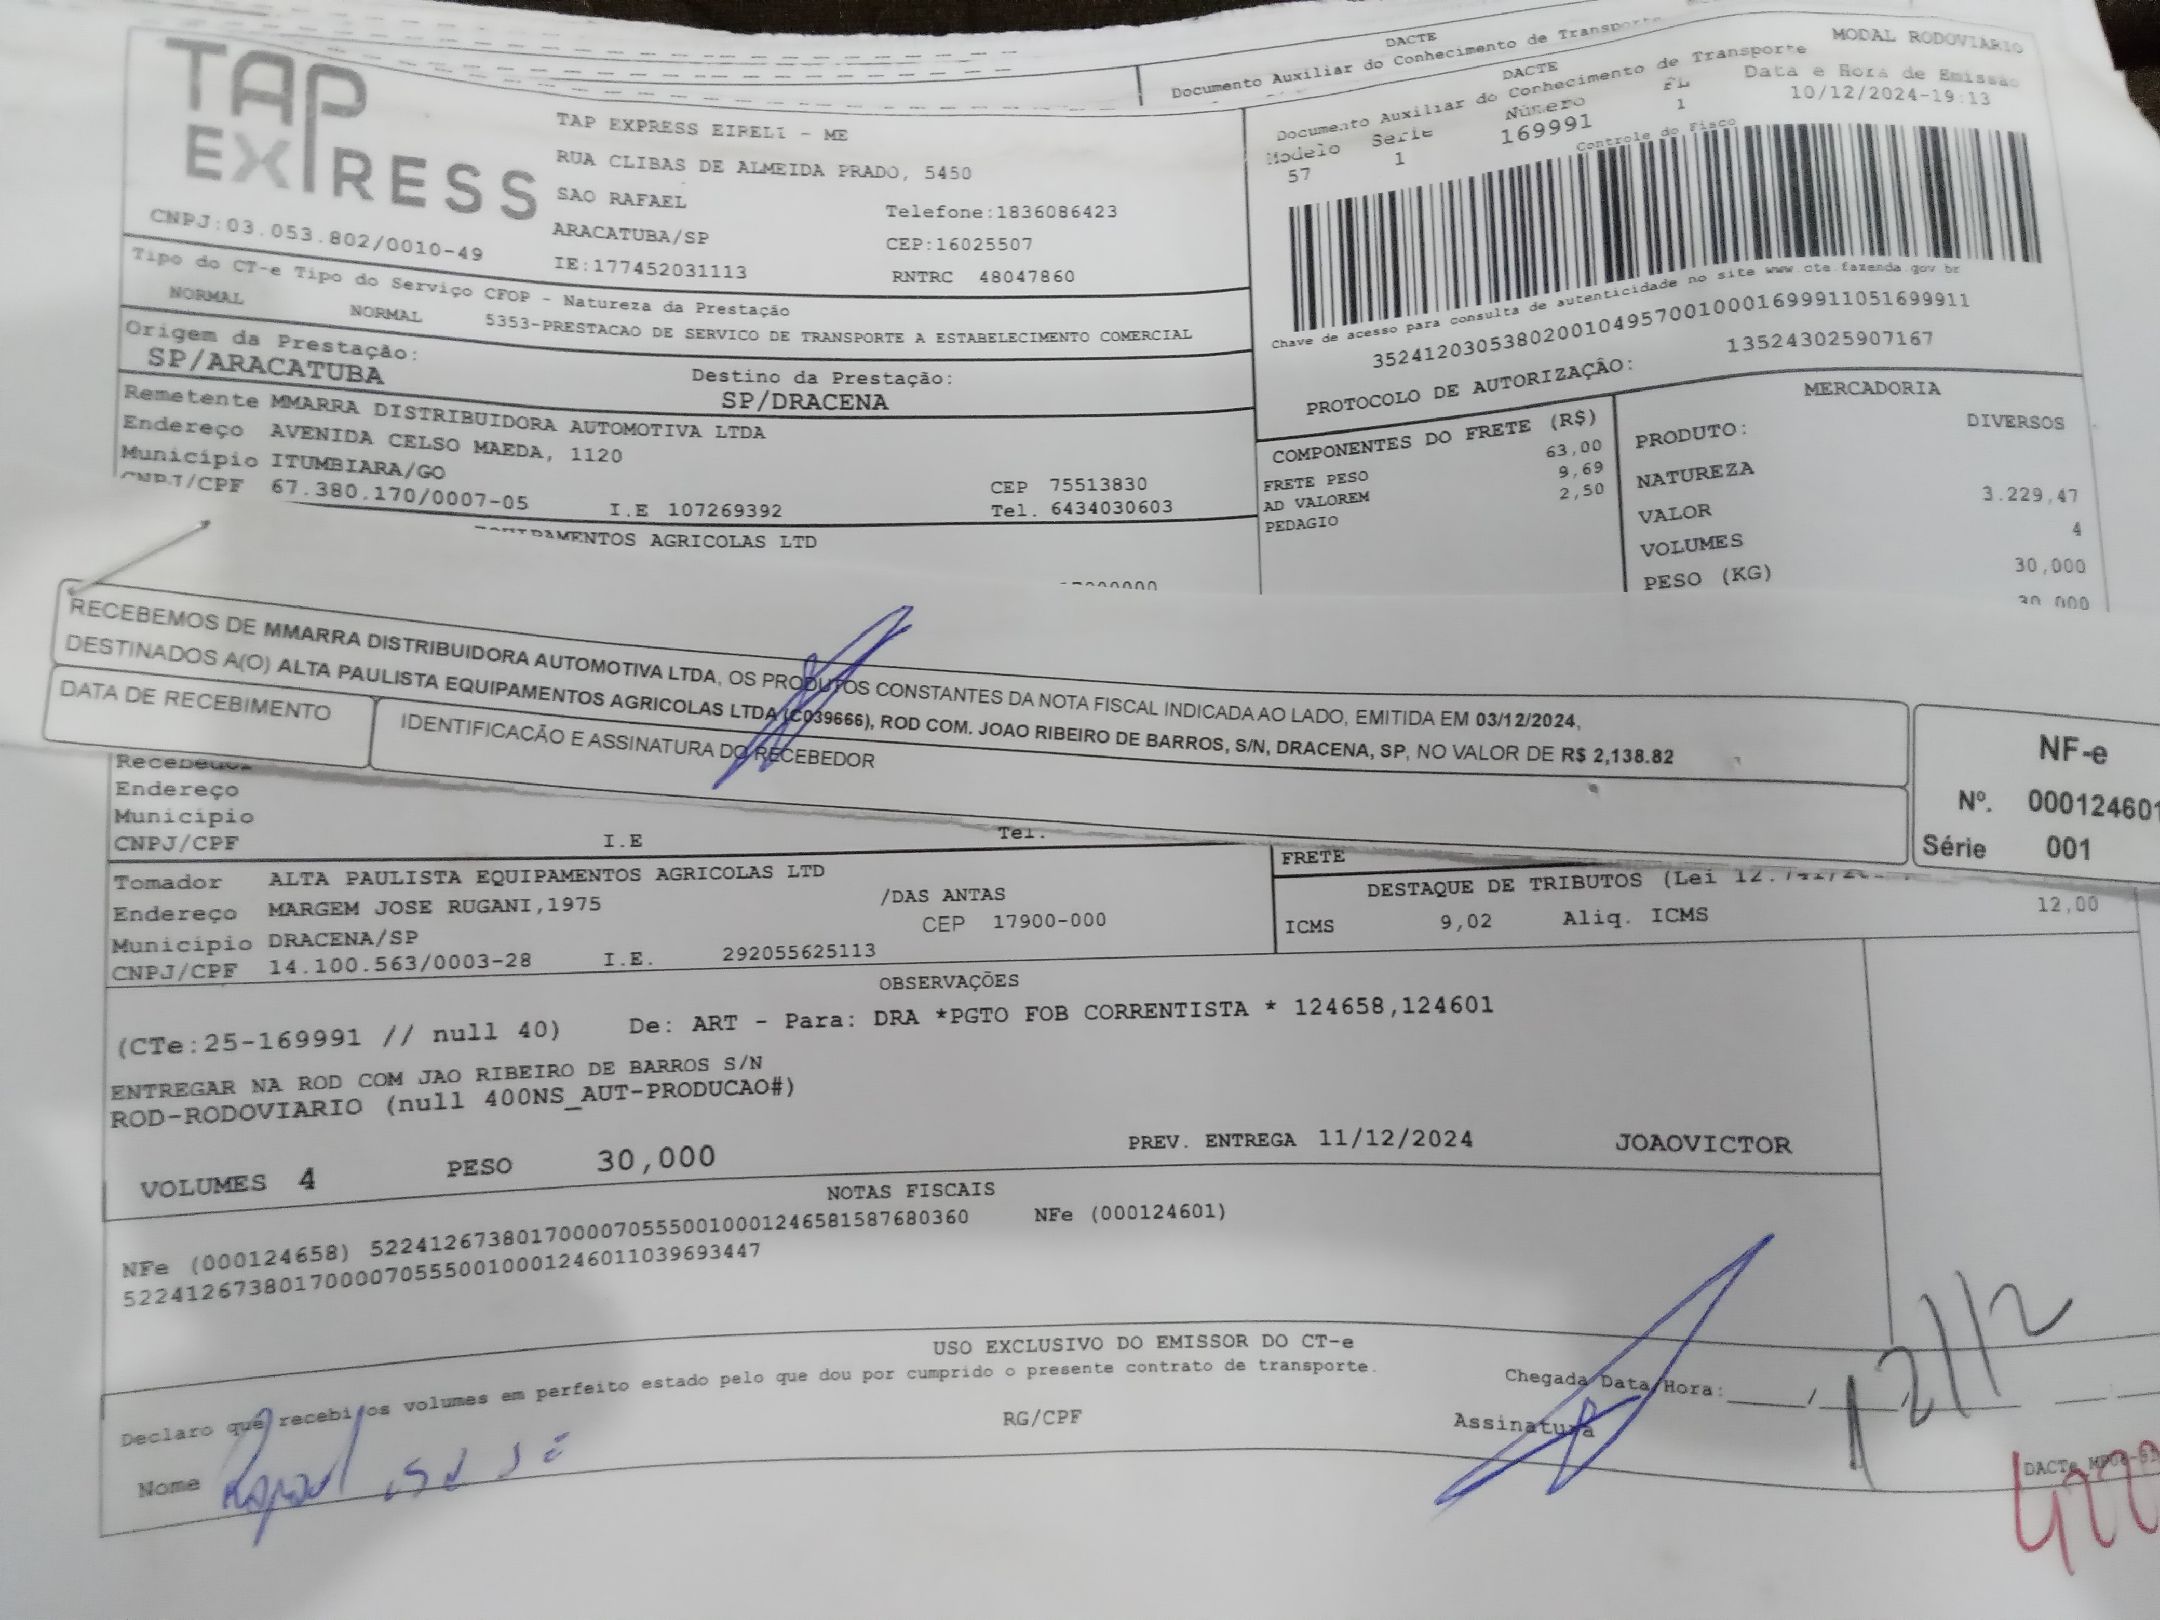 DACTE
Documento Auxiliar do Conhecimento de Transporte
MODAL RODOVIARIO
TAP
EXPRESS
CNPJ:03.053.802/0010-49
TAP EXPRESS EIRELI - ME
RUA CLIBAS DE ALMEIDA PRADO, 5450
SAO RAFAEL
Telefone:1836086423
ARACATUBA/SP
CEP:16025507
IE:177452031113
RNTRC 48047860
DACTE
Documento Auxiliar do Conhecimento de Transporte
Modelo Serie Número FL Data e Hora de Emissão
57 1 169991 1 10/12/2024-19:13
Controle do Fisco
Chave de acesso para consulta de autenticidade no site www.cte.fazenda.gov.br
35241203053802001049570010001699911051699911
PROTOCOLO DE AUTORIZAÇÃO: 135243025907167
Tipo do CT-e Tipo do Serviço CFOP - Natureza da Prestação
NORMAL NORMAL 5353-PRESTACAO DE SERVICO DE TRANSPORTE A ESTABELECIMENTO COMERCIAL
Origem da Prestação:
SP/ARACATUBA
Destino da Prestação:
SP/DRACENA
Remetente MMARRA DISTRIBUIDORA AUTOMOTIVA LTDA
Endereço AVENIDA CELSO MAEDA, 1120
Município ITUMBIARA/GO
CEP 75513830
CNPJ/CPF 67.380.170/0007-05 I.E 107269392 Tel. 6434030603
EQUIPAMENTOS AGRICOLAS LTD
COMPONENTES DO FRETE (R$)
FRETE PESO 63,00
AD VALOREM 9,69
PEDAGIO 2,50
MERCADORIA
PRODUTO: DIVERSOS
NATUREZA
VALOR 3.229,47
VOLUMES 4
PESO (KG) 30,000
30,000
RECEBEMOS DE MMARRA DISTRIBUIDORA AUTOMOTIVA LTDA, OS PRODUTOS CONSTANTES DA NOTA FISCAL INDICADA AO LADO, EMITIDA EM 03/12/2024,
DESTINADOS A(O) ALTA PAULISTA EQUIPAMENTOS AGRICOLAS LTDA (C039666), ROD COM. JOAO RIBEIRO DE BARROS, S/N, DRACENA, SP, NO VALOR DE R$ 2,138.82
DATA DE RECEBIMENTO
IDENTIFICAÇÃO E ASSINATURA DO RECEBEDOR
NF-e
Nº. 000124601
Série 001
Recebedor
Endereço
Município
CNPJ/CPF I.E Tel.
Tomador ALTA PAULISTA EQUIPAMENTOS AGRICOLAS LTD
Endereço MARGEM JOSE RUGANI,1975 /DAS ANTAS
Município DRACENA/SP CEP 17900-000
CNPJ/CPF 14.100.563/0003-28 I.E. 292055625113
FRETE
DESTAQUE DE TRIBUTOS (Lei 12.741/
ICMS 9,02 Aliq. ICMS 12,00
OBSERVAÇÕES
(CTe:25-169991 // null 40) De: ART - Para: DRA *PGTO FOB CORRENTISTA * 124658,124601
ENTREGAR NA ROD COM JAO RIBEIRO DE BARROS S/N
ROD-RODOVIARIO (null 400NS_AUT-PRODUCAO#)
VOLUMES 4 PESO 30,000 PREV. ENTREGA 11/12/2024 JOAOVICTOR
NOTAS FISCAIS
NFe (000124658) 52241267380170000705550010001246581587680360 NFe (000124601)
52241267380170000705550010001246011039693447
USO EXCLUSIVO DO EMISSOR DO CT-e
Declaro que recebi os volumes em perfeito estado pelo que dou por cumprido o presente contrato de transporte.
Chegada Data/Hora: / 12/12
Nome RG/CPF Assinatura
DACTe